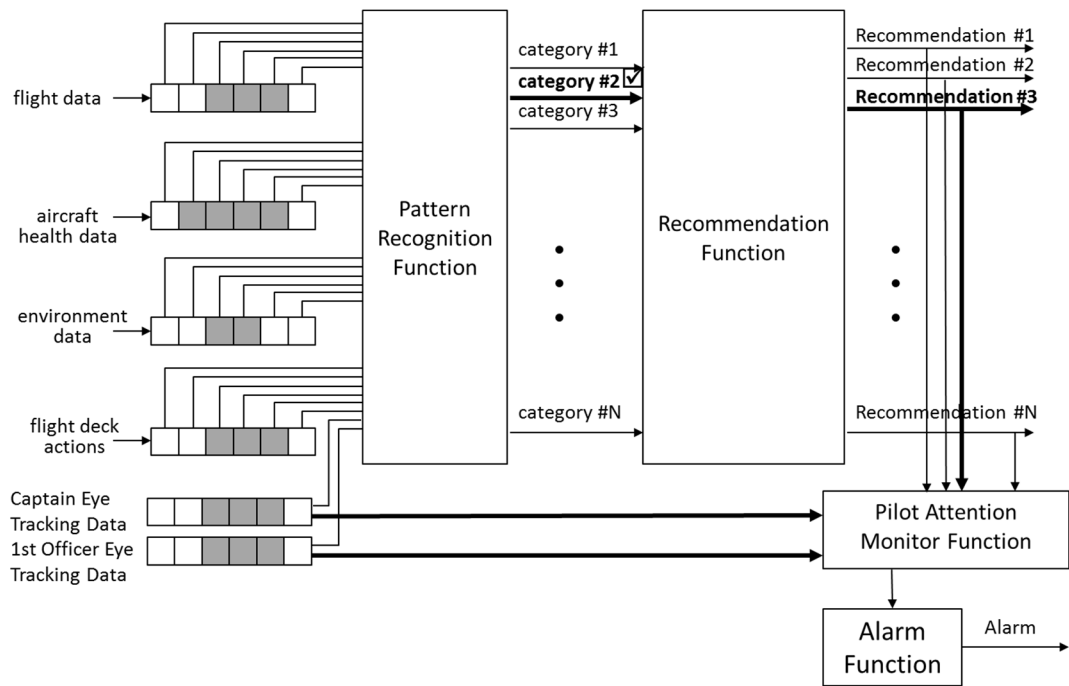 flight data
aircraft
health data
environment
data
flight deck
actions
Captain Eye
Tracking Data
1st Officer Eye
Tracking Data
Pattern
Recognition
Function
category #1
category #2
category #3
category #N
Recommendation
Function
Recommendation #1
Recommendation #2
Recommendation #3
Recommendation #N
Pilot Attention
Monitor Function
Alarm
Function
Alarm